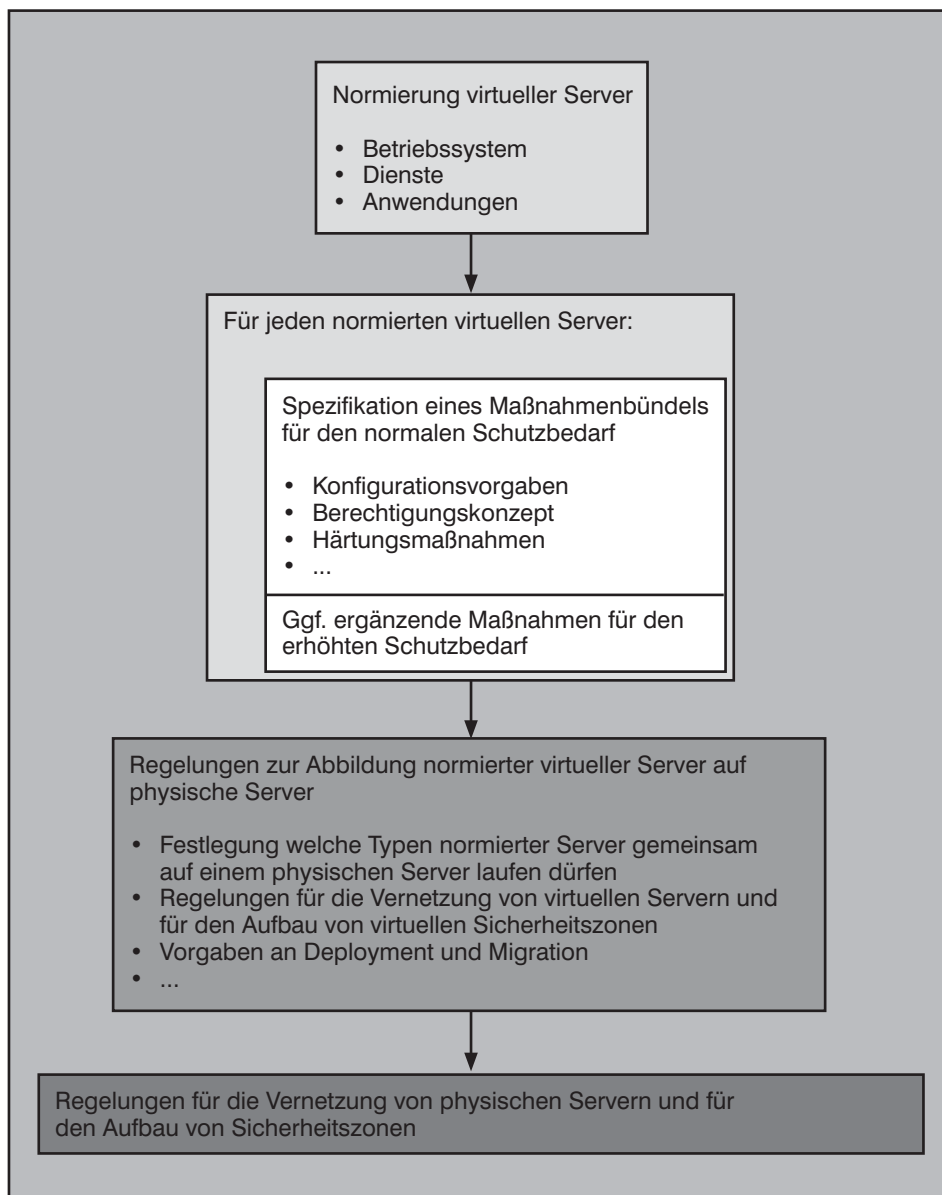 Normierung virtueller Server
• Betriebssystem
• Dienste
• Anwendungen
Für jeden normierten virtuellen Server:
Spezifikation eines Maßnahmenbündels
für den normalen Schutzbedarf
• Konfigurationsvorgaben
• Berechtigungskonzept
• Härtungsmaßnahmen
• ...
Ggf. ergänzende Maßnahmen für den
erhöhten Schutzbedarf
Regelungen zur Abbildung normierter virtueller Server auf
physische Server
• Festlegung welche Typen normierter Server gemeinsam
auf einem physischen Server laufen dürfen
• Regelungen für die Vernetzung von virtuellen Servern und
für den Aufbau von virtuellen Sicherheitszonen
• Vorgaben an Deployment und Migration
• ...
Regelungen für die Vernetzung von physischen Servern und für
den Aufbau von Sicherheitszonen